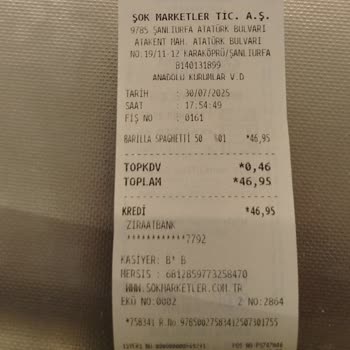 ŞOK MARKETLER TİC. A.Ş.
9/85 ŞANLIURFA ATATÜRK BULVARI
ATAKENT MAH. ATATÜRK BULVARI
NO.19/11-12 KARAKÖPRÜ/ŞANLIURFA
8140131899
ANADOLU KURUMLAR V.D
TARİH : 30/07/2025
SAAT : 17:54:49
FİŞ NO : 0161
BARILLA SPAGHETTI 50 %01 *46,95
TOPKDV *0,46
TOPLAM *46,95
KREDİ *46,95
ZİRAATBANK
************7792
KASİYER: B* B
MERSIS : 6812859773258470
WWW.SOKMARKETLER.COM.TR
EKÜ NO:0002 Z NO:2864